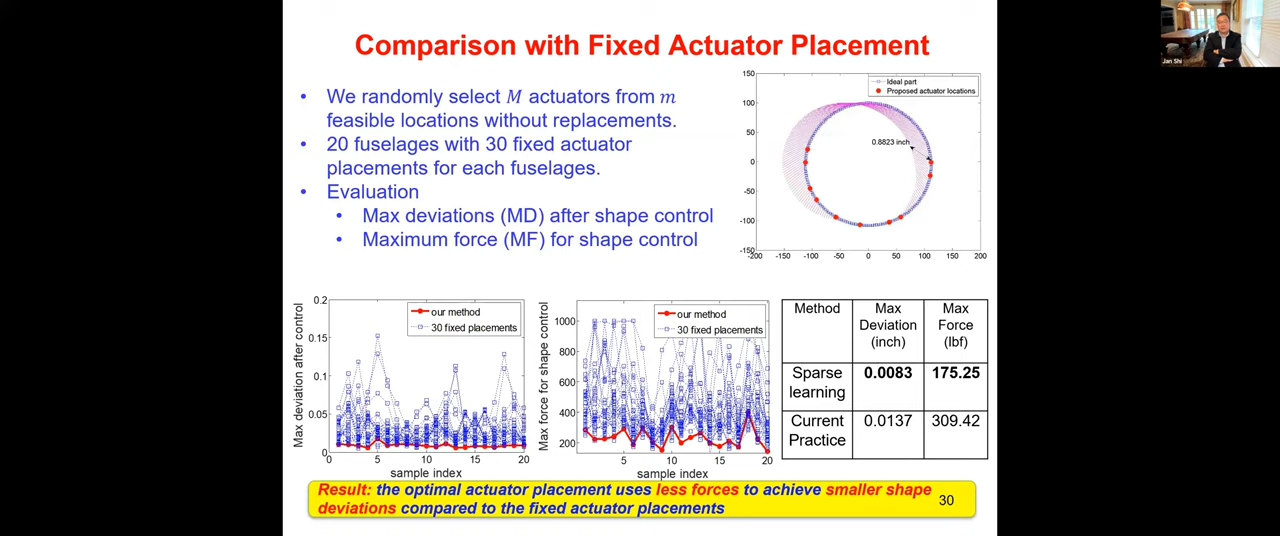 Comparison with Fixed Actuator Placement
• We randomly select M actuators from m
feasible locations without replacements.
• 20 fuselages with 30 fixed actuator
placements for each fuselages.
• Evaluation
• Max deviations (MD) after shape control
• Maximum force (MF) for shape control
150
100
50
0
-50
-100
-150
-200 -150 -100 -50 0 50 100 150 200
Ideal part
Proposed actuator locations
0.8823 inch
Jan Shi
Max deviation after control
0.2
0.15
0.1
0.05
0
0 5 10 15 20
sample index
our method
30 fixed placements
Max force for shape control
1000
800
600
400
200
5 10 15 20
sample index
our method
30 fixed placements
Method Max Deviation (inch) Max Force (lbf)
Sparse learning 0.0083 175.25
Current Practice 0.0137 309.42
Result: the optimal actuator placement uses less forces to achieve smaller shape
deviations compared to the fixed actuator placements
30